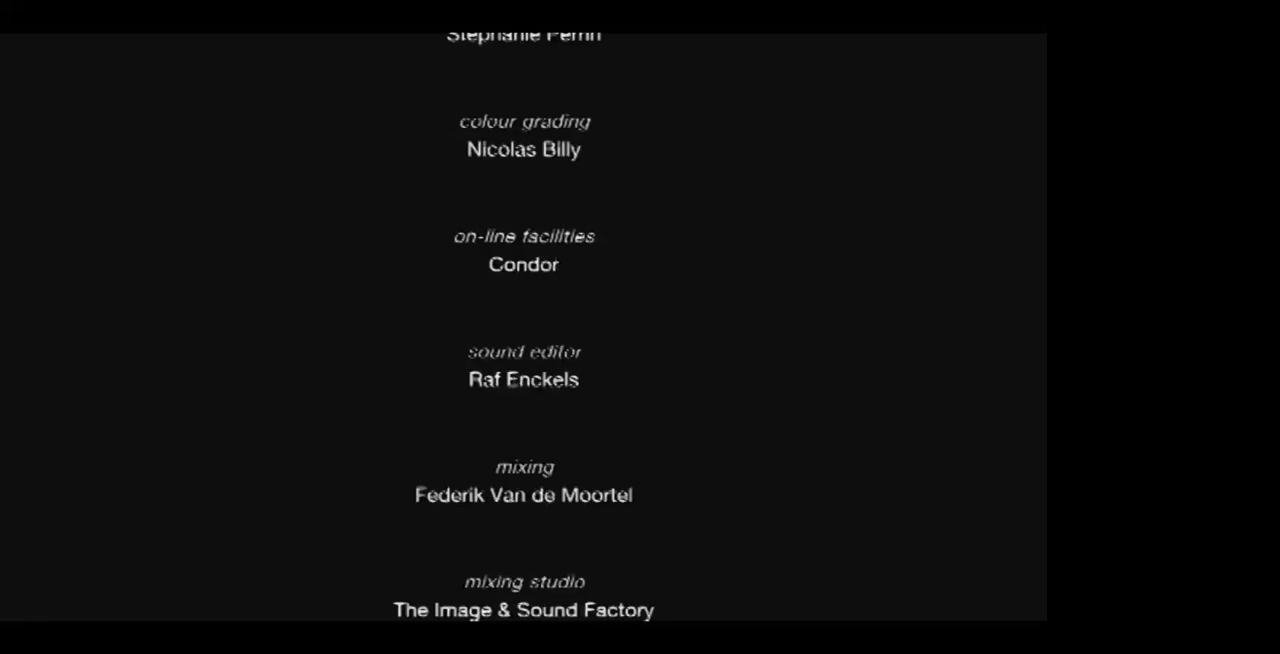 colour grading
Nicolas Billy
on-line facilities
Condor
sound editor
Raf Enckels
mixing
Federik Van de Moortel
mixing studio
The Image & Sound Factory